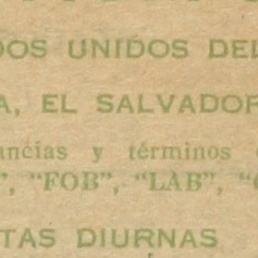 DOS UNIDOS DEL
A, EL SALVADOR
ancias y términos
", "FOB", "LAB", "
TAS DIURNAS